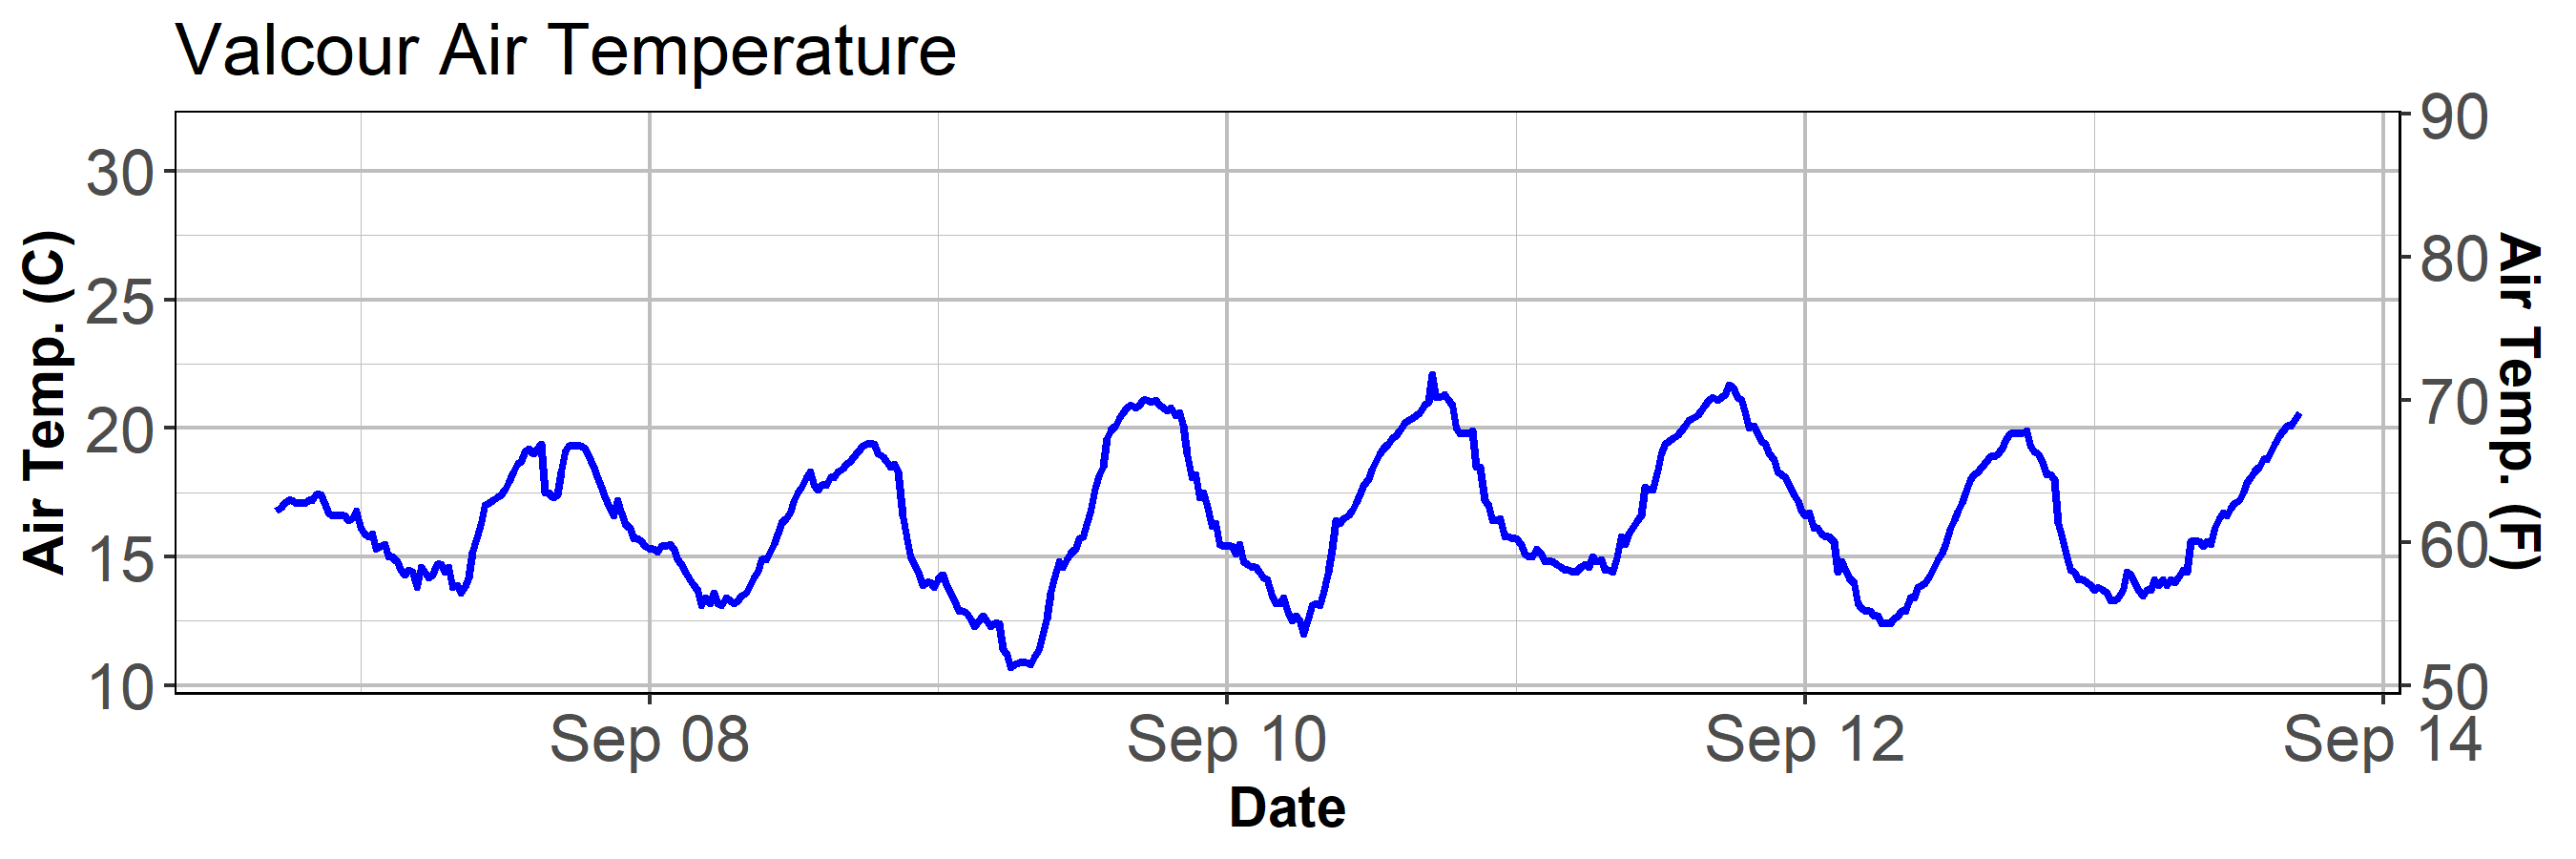 Valcour Air Temperature
Air Temp. (C)
30
25
20
15
10
90
80
70
60
50
Air Temp. (F)
Sep 08
Sep 10
Sep 12
Sep 14
Date